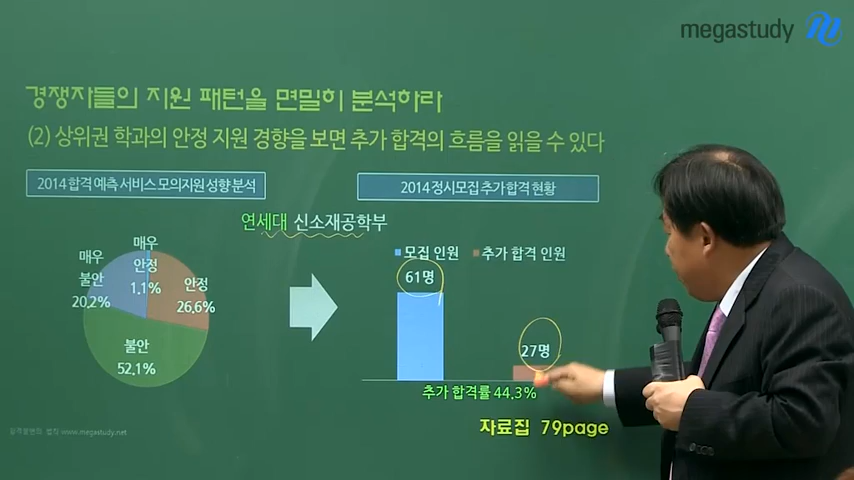 megastudy
경쟁자들의 지원 패턴을 면밀히 분석하라
(2) 상위권 학과의 안정 지원 경향을 보면 추가 합격의 흐름을 읽을 수 있다
2014 합격 예측 서비스 모의지원 성향 분석
2014 정시모집 추가 합격 현황
연세대 신소재공학부
매우
불안
20.2%
매우
안정
1.1%
안정
26.6%
불안
52.1%
모집 인원
추가 합격 인원
61명
27명
추가 합격률 44.3%
자료집 79page
www.megastudy.net